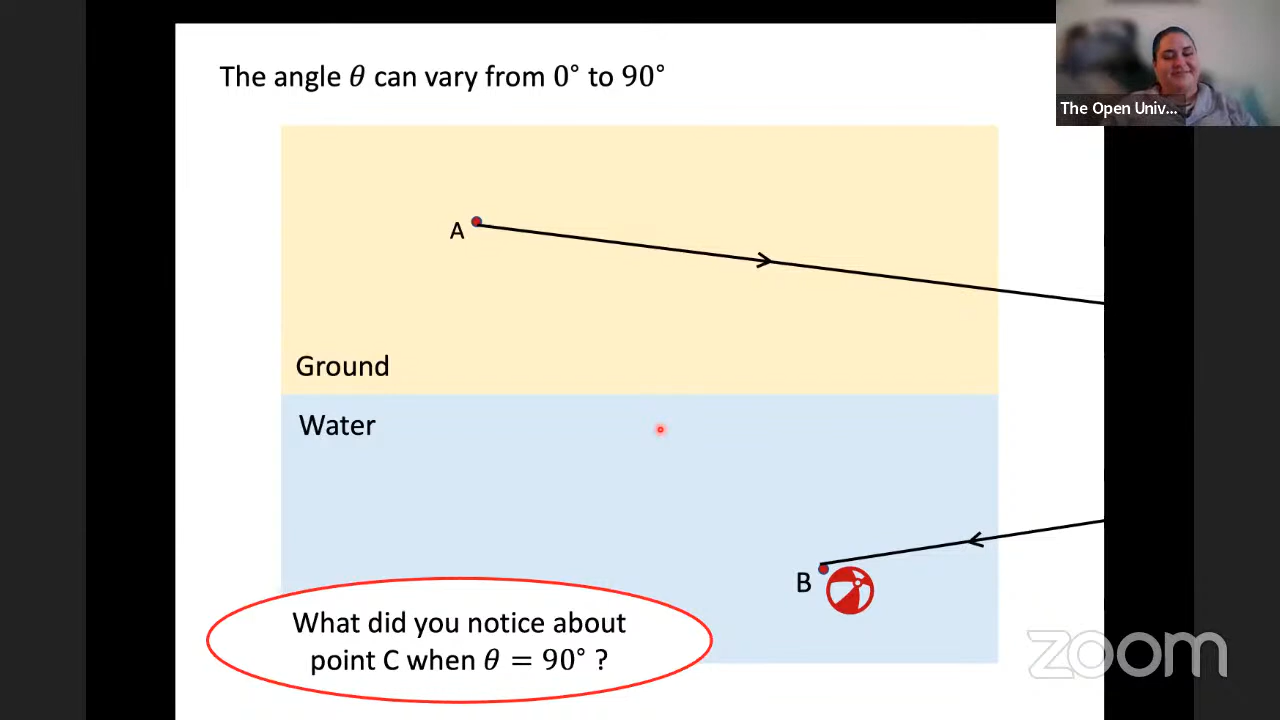 The angle θ can vary from 0° to 90°
The Open Univ...
A
Ground
Water
B
What did you notice about
point C when θ = 90° ?
zoom